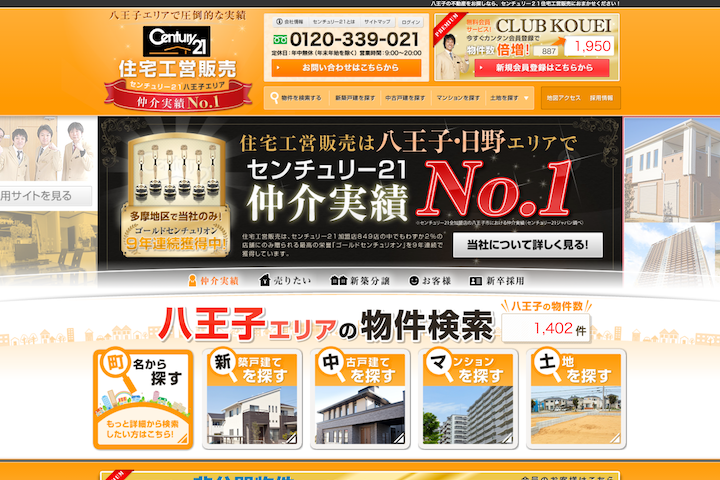 八王子の不動産をお探しなら、センチュリー21住宅工営販売におまかせください！
八王子エリアで圧倒的な実績
Century 21
住宅工営販売
センチュリー21八王子エリア
仲介実績No.1
会社情報 センチュリー21とは サイトマップ ログイン
0120-339-021
定休日：年中無休（年末年始を除く）営業時間：9:00～20:00
お問い合わせはこちらから
PREMIUM
無料会員サービス！
CLUB KOUEI
今すぐカンタン会員登録で
物件数倍増！ 887 1,950
新規会員登録はこちらから
物件を検索する 新築戸建てを探す 中古戸建てを探す マンションを探す 土地を探す 地図アクセス 採用情報
用サイトを見る
住宅工営販売は八王子・日野エリアで
センチュリー21
仲介実績No.1
※センチュリー21全加盟店の八王子市における仲介実績（センチュリー21ジャパン調べ）
多摩地区で当社のみ！
ゴールドセンチュリオン
9年連続獲得中！
住宅工営販売は、センチュリー21加盟店849店の中でもわずか2％の
店舗にのみ贈られる最高の栄誉「ゴールドセンチュリオン」を9年連続で
獲得しています。
当社について詳しく見る！
仲介実績 売りたい 新築分譲 お客様 新卒採用
八王子エリアの物件検索
八王子の物件数
1,402 件
町名から探す
もっと詳細から検索
したい方はこちら！
新築戸建てを探す
中古戸建てを探す
マンションを探す
土地を探す